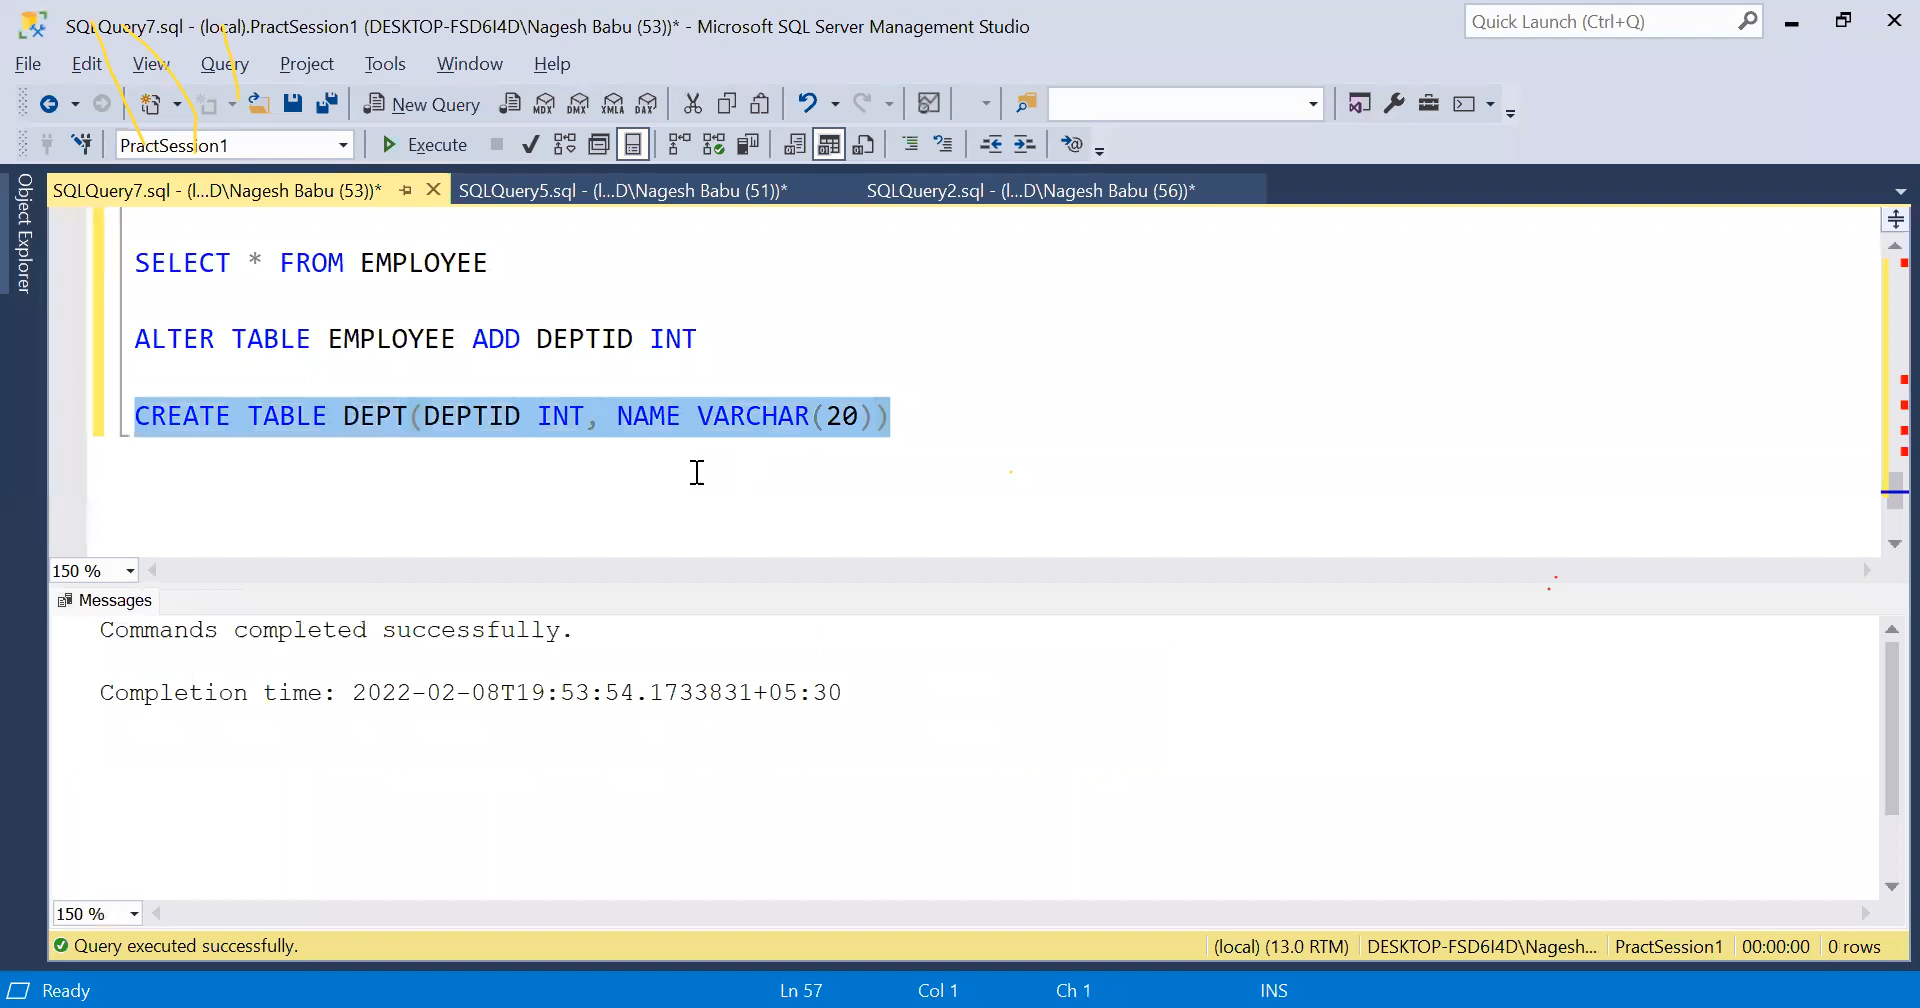 SQLQuery7.sql - (local).PractSession1 (DESKTOP-FSD6I4D\Nagesh Babu (53))* - Microsoft SQL Server Management Studio
Quick Launch (Ctrl+Q)
File Edit View Query Project Tools Window Help
New Query MDX DMX XMLA DAX
PractSession1 Execute
Object Explorer
SQLQuery7.sql - (l...D\Nagesh Babu (53))* SQLQuery5.sql - (l...D\Nagesh Babu (51))* SQLQuery2.sql - (l...D\Nagesh Babu (56))*
SELECT * FROM EMPLOYEE
ALTER TABLE EMPLOYEE ADD DEPTID INT
CREATE TABLE DEPT(DEPTID INT, NAME VARCHAR(20))
150 %
Messages
Commands completed successfully.
Completion time: 2022-02-08T19:53:54.1733831+05:30
150 %
Query executed successfully. (local) (13.0 RTM) DESKTOP-FSD6I4D\Nagesh... PractSession1 00:00:00 0 rows
Ready Ln 57 Col 1 Ch 1 INS